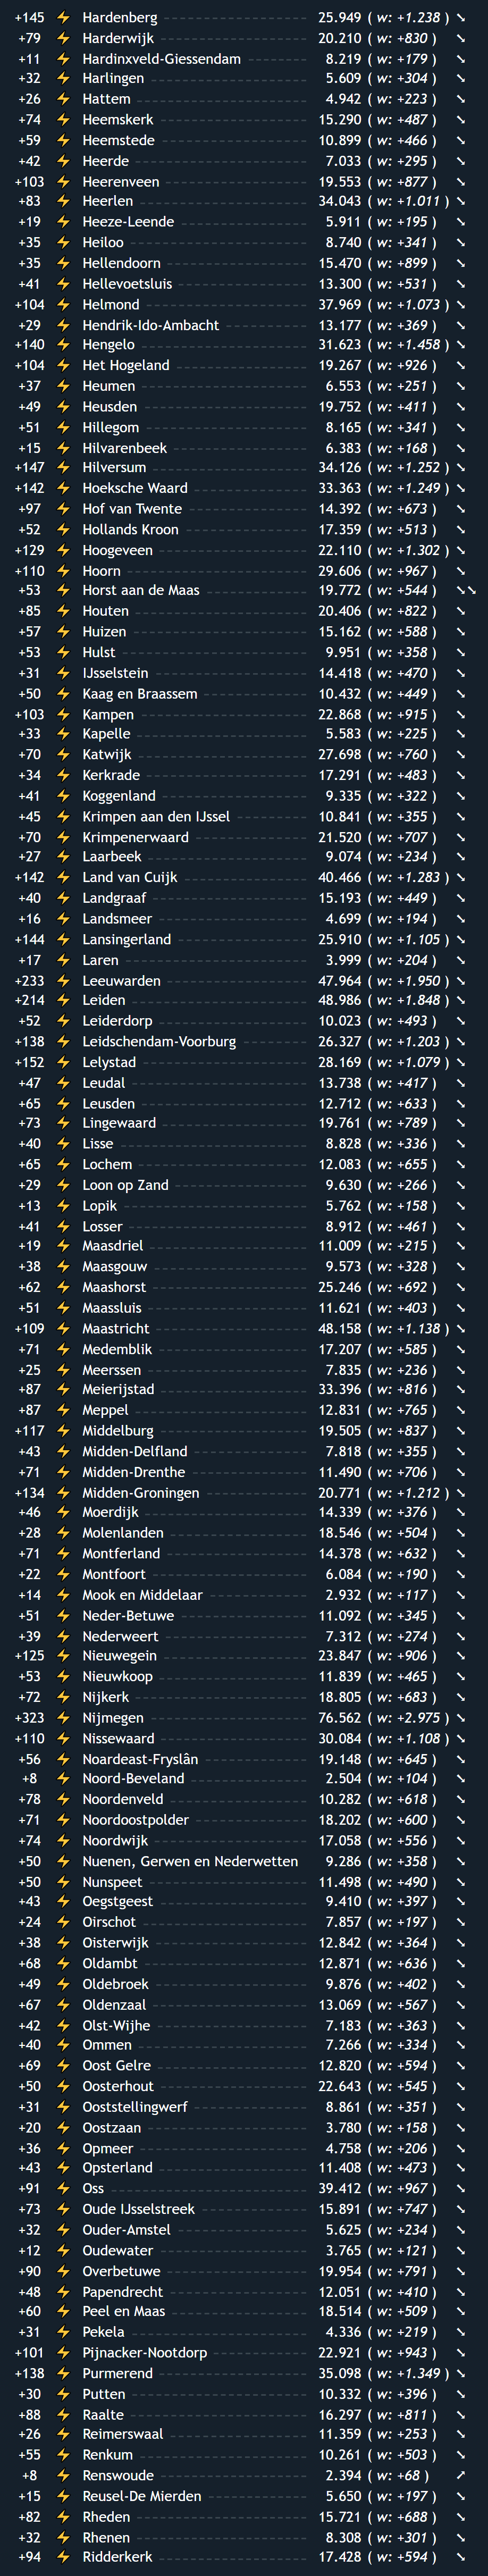 +145 ⚡ Hardenberg 25.949 ( w: +1.238 ) ⭨
+79 ⚡ Harderwijk 20.210 ( w: +830 ) ⭨
+11 ⚡ Hardinxveld-Giessendam 8.219 ( w: +179 ) ⭨
+32 ⚡ Harlingen 5.609 ( w: +304 ) ⭨
+26 ⚡ Hattem 4.942 ( w: +223 ) ⭨
+74 ⚡ Heemskerk 15.290 ( w: +487 ) ⭨
+59 ⚡ Heemstede 10.899 ( w: +466 ) ⭨
+42 ⚡ Heerde 7.033 ( w: +295 ) ⭨
+103 ⚡ Heerenveen 19.553 ( w: +877 ) ⭨
+83 ⚡ Heerlen 34.043 ( w: +1.011 ) ⭨
+19 ⚡ Heeze-Leende 5.911 ( w: +195 ) ⭨
+35 ⚡ Heiloo 8.740 ( w: +341 ) ⭨
+35 ⚡ Hellendoorn 15.470 ( w: +899 ) ⭨
+41 ⚡ Hellevoetsluis 13.300 ( w: +531 ) ⭨
+104 ⚡ Helmond 37.969 ( w: +1.073 ) ⭨
+29 ⚡ Hendrik-Ido-Ambacht 13.177 ( w: +369 ) ⭨
+140 ⚡ Hengelo 31.623 ( w: +1.458 ) ⭨
+104 ⚡ Het Hogeland 19.267 ( w: +926 ) ⭨
+37 ⚡ Heumen 6.553 ( w: +251 ) ⭨
+49 ⚡ Heusden 19.752 ( w: +411 ) ⭨
+51 ⚡ Hillegom 8.165 ( w: +341 ) ⭨
+15 ⚡ Hilvarenbeek 6.383 ( w: +168 ) ⭨
+147 ⚡ Hilversum 34.126 ( w: +1.252 ) ⭨
+142 ⚡ Hoeksche Waard 33.363 ( w: +1.249 ) ⭨
+97 ⚡ Hof van Twente 14.392 ( w: +673 ) ⭨
+52 ⚡ Hollands Kroon 17.359 ( w: +513 ) ⭨
+129 ⚡ Hoogeveen 22.110 ( w: +1.302 ) ⭨
+110 ⚡ Hoorn 29.606 ( w: +967 ) ⭨
+53 ⚡ Horst aan de Maas 19.772 ( w: +544 ) ⭨⭨
+85 ⚡ Houten 20.406 ( w: +822 ) ⭨
+57 ⚡ Huizen 15.162 ( w: +588 ) ⭨
+53 ⚡ Hulst 9.951 ( w: +358 ) ⭨
+31 ⚡ IJsselstein 14.418 ( w: +470 ) ⭨
+50 ⚡ Kaag en Braassem 10.432 ( w: +449 ) ⭨
+103 ⚡ Kampen 22.868 ( w: +915 ) ⭨
+33 ⚡ Kapelle 5.583 ( w: +225 ) ⭨
+70 ⚡ Katwijk 27.698 ( w: +760 ) ⭨
+34 ⚡ Kerkrade 17.291 ( w: +483 ) ⭨
+41 ⚡ Koggenland 9.335 ( w: +322 ) ⭨
+45 ⚡ Krimpen aan den IJssel 10.841 ( w: +355 ) ⭨
+70 ⚡ Krimpenerwaard 21.520 ( w: +707 ) ⭨
+27 ⚡ Laarbeek 9.074 ( w: +234 ) ⭨
+142 ⚡ Land van Cuijk 40.466 ( w: +1.283 ) ⭨
+40 ⚡ Landgraaf 15.193 ( w: +449 ) ⭨
+16 ⚡ Landsmeer 4.699 ( w: +194 ) ⭨
+144 ⚡ Lansingerland 25.910 ( w: +1.105 ) ⭨
+17 ⚡ Laren 3.999 ( w: +204 ) ⭨
+233 ⚡ Leeuwarden 47.964 ( w: +1.950 ) ⭨
+214 ⚡ Leiden 48.986 ( w: +1.848 ) ⭨
+52 ⚡ Leiderdorp 10.023 ( w: +493 ) ⭨
+138 ⚡ Leidschendam-Voorburg 26.327 ( w: +1.203 ) ⭨
+152 ⚡ Lelystad 28.169 ( w: +1.079 ) ⭨
+47 ⚡ Leudal 13.738 ( w: +417 ) ⭨
+65 ⚡ Leusden 12.712 ( w: +633 ) ⭨
+73 ⚡ Lingewaard 19.761 ( w: +789 ) ⭨
+40 ⚡ Lisse 8.828 ( w: +336 ) ⭨
+65 ⚡ Lochem 12.083 ( w: +655 ) ⭨
+29 ⚡ Loon op Zand 9.630 ( w: +266 ) ⭨
+13 ⚡ Lopik 5.762 ( w: +158 ) ⭨
+41 ⚡ Losser 8.912 ( w: +461 ) ⭨
+19 ⚡ Maasdriel 11.009 ( w: +215 ) ⭨
+38 ⚡ Maasgouw 9.573 ( w: +328 ) ⭨
+62 ⚡ Maashorst 25.246 ( w: +692 ) ⭨
+51 ⚡ Maassluis 11.621 ( w: +403 ) ⭨
+109 ⚡ Maastricht 48.158 ( w: +1.138 ) ⭨
+71 ⚡ Medemblik 17.207 ( w: +585 ) ⭨
+25 ⚡ Meerssen 7.835 ( w: +236 ) ⭨
+87 ⚡ Meierijstad 33.396 ( w: +816 ) ⭨
+87 ⚡ Meppel 12.831 ( w: +765 ) ⭨
+117 ⚡ Middelburg 19.505 ( w: +837 ) ⭨
+43 ⚡ Midden-Delfland 7.818 ( w: +355 ) ⭨
+71 ⚡ Midden-Drenthe 11.490 ( w: +706 ) ⭨
+134 ⚡ Midden-Groningen 20.771 ( w: +1.212 ) ⭨
+46 ⚡ Moerdijk 14.339 ( w: +376 ) ⭨
+28 ⚡ Molenlanden 18.546 ( w: +504 ) ⭨
+71 ⚡ Montferland 14.378 ( w: +632 ) ⭨
+22 ⚡ Montfoort 6.084 ( w: +190 ) ⭨
+14 ⚡ Mook en Middelaar 2.932 ( w: +117 ) ⭨
+51 ⚡ Neder-Betuwe 11.092 ( w: +345 ) ⭨
+39 ⚡ Nederweert 7.312 ( w: +274 ) ⭨
+125 ⚡ Nieuwegein 23.847 ( w: +906 ) ⭨
+53 ⚡ Nieuwkoop 11.839 ( w: +465 ) ⭨
+72 ⚡ Nijkerk 18.805 ( w: +683 ) ⭨
+323 ⚡ Nijmegen 76.562 ( w: +2.975 ) ⭨
+110 ⚡ Nissewaard 30.084 ( w: +1.108 ) ⭨
+56 ⚡ Noardeast-Fryslân 19.148 ( w: +645 ) ⭨
+8 ⚡ Noord-Beveland 2.504 ( w: +104 ) ⭨
+78 ⚡ Noordenveld 10.282 ( w: +618 ) ⭨
+71 ⚡ Noordoostpolder 18.202 ( w: +600 ) ⭨
+74 ⚡ Noordwijk 17.058 ( w: +556 ) ⭨
+50 ⚡ Nuenen, Gerwen en Nederwetten 9.286 ( w: +358 ) ⭨
+50 ⚡ Nunspeet 11.498 ( w: +490 ) ⭨
+43 ⚡ Oegstgeest 9.410 ( w: +397 ) ⭨
+24 ⚡ Oirschot 7.857 ( w: +197 ) ⭨
+38 ⚡ Oisterwijk 12.842 ( w: +364 ) ⭨
+68 ⚡ Oldambt 12.871 ( w: +636 ) ⭨
+49 ⚡ Oldebroek 9.876 ( w: +402 ) ⭨
+67 ⚡ Oldenzaal 13.069 ( w: +567 ) ⭨
+42 ⚡ Olst-Wijhe 7.183 ( w: +363 ) ⭨
+40 ⚡ Ommen 7.266 ( w: +334 ) ⭨
+69 ⚡ Oost Gelre 12.820 ( w: +594 ) ⭨
+50 ⚡ Oosterhout 22.643 ( w: +545 ) ⭨
+31 ⚡ Ooststellingwerf 8.861 ( w: +351 ) ⭨
+20 ⚡ Oostzaan 3.780 ( w: +158 ) ⭨
+36 ⚡ Opmeer 4.758 ( w: +206 ) ⭨
+43 ⚡ Opsterland 11.408 ( w: +473 ) ⭨
+91 ⚡ Oss 39.412 ( w: +967 ) ⭨
+73 ⚡ Oude IJsselstreek 15.891 ( w: +747 ) ⭨
+32 ⚡ Ouder-Amstel 5.625 ( w: +234 ) ⭨
+12 ⚡ Oudewater 3.765 ( w: +121 ) ⭨
+90 ⚡ Overbetuwe 19.954 ( w: +791 ) ⭨
+48 ⚡ Papendrecht 12.051 ( w: +410 ) ⭨
+60 ⚡ Peel en Maas 18.514 ( w: +509 ) ⭨
+31 ⚡ Pekela 4.336 ( w: +219 ) ⭨
+101 ⚡ Pijnacker-Nootdorp 22.921 ( w: +943 ) ⭨
+138 ⚡ Purmerend 35.098 ( w: +1.349 ) ⭨
+30 ⚡ Putten 10.332 ( w: +396 ) ⭨
+88 ⚡ Raalte 16.297 ( w: +811 ) ⭨
+26 ⚡ Reimerswaal 11.359 ( w: +253 ) ⭨
+55 ⚡ Renkum 10.261 ( w: +503 ) ⭨
+8 ⚡ Renswoude 2.394 ( w: +68 ) ⭧
+15 ⚡ Reusel-De Mierden 5.650 ( w: +197 ) ⭨
+82 ⚡ Rheden 15.721 ( w: +688 ) ⭨
+32 ⚡ Rhenen 8.308 ( w: +301 ) ⭨
+94 ⚡ Ridderkerk 17.428 ( w: +594 ) ⭨